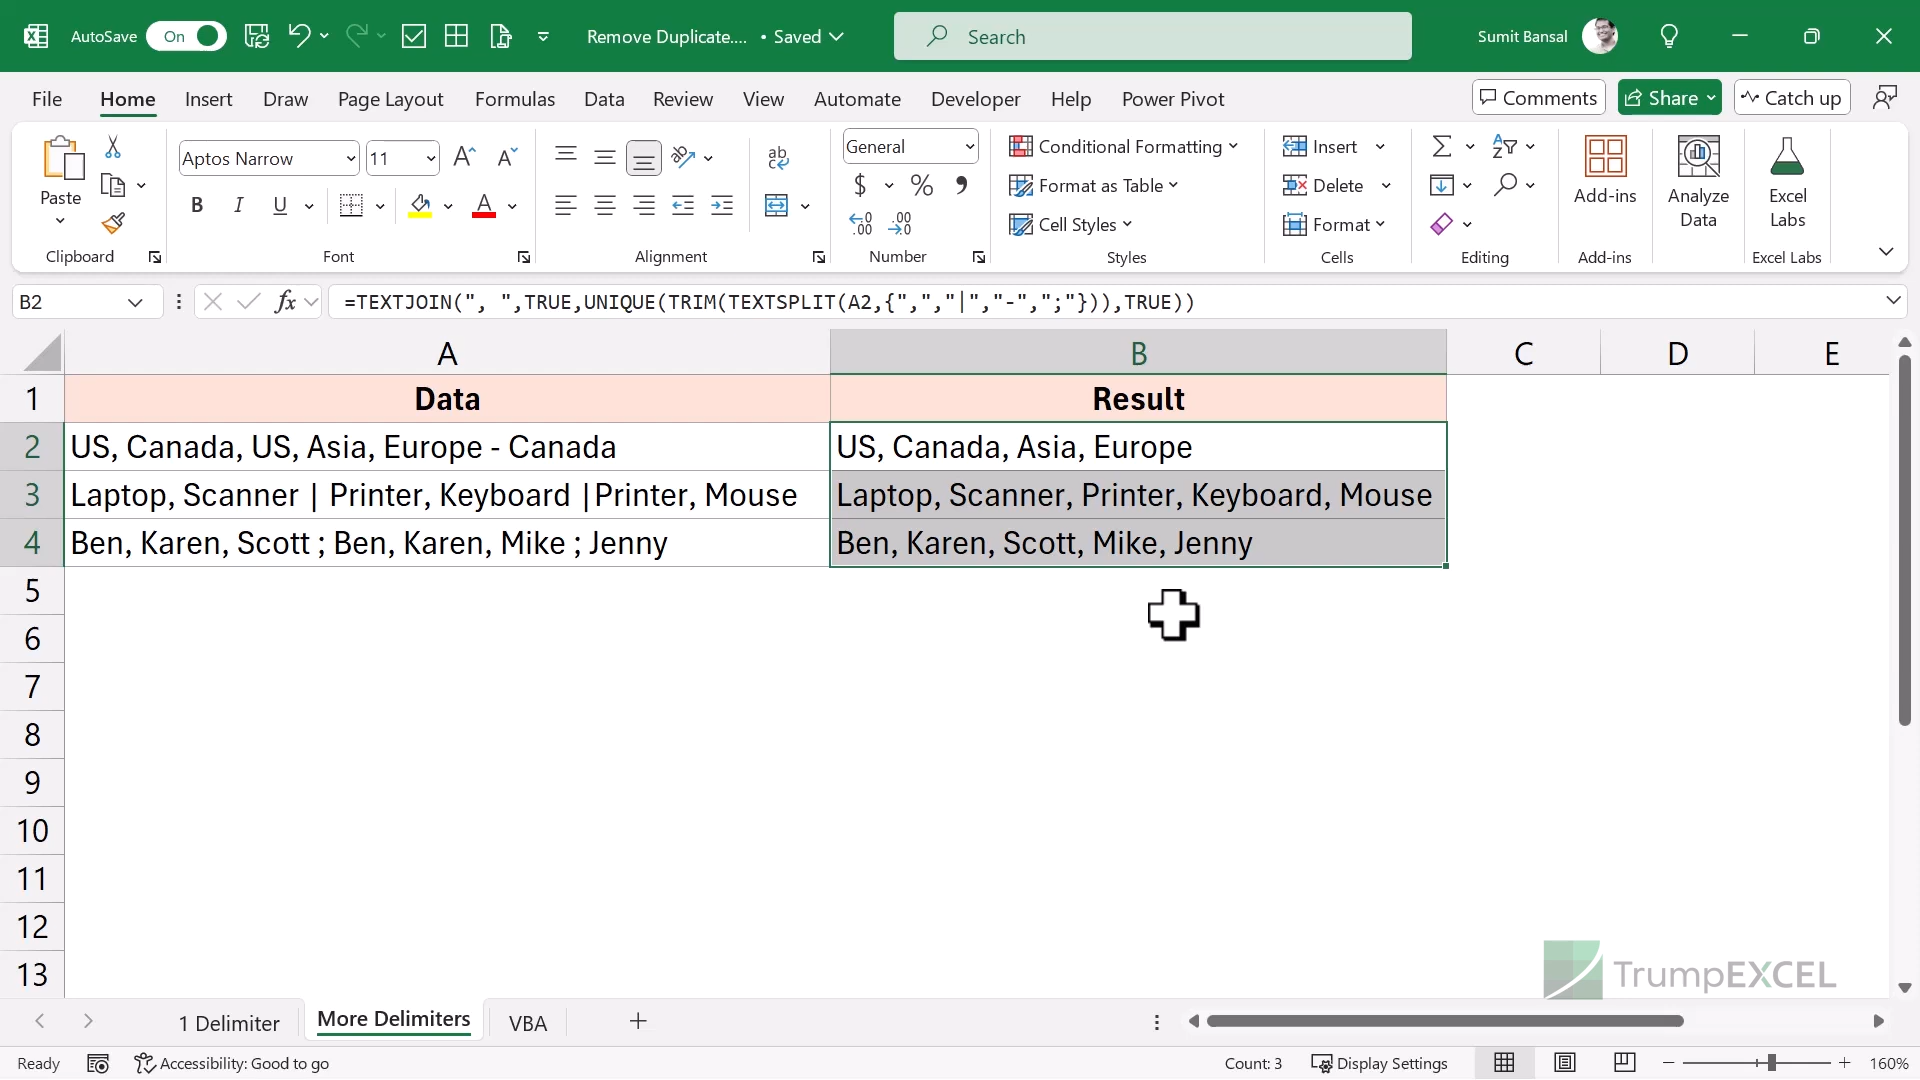 AutoSave On Remove Duplicate.... • Saved Search Sumit Bansal
File Home Insert Draw Page Layout Formulas Data Review View Automate Developer Help Power Pivot Comments Share Catch up
Paste
Clipboard
Aptos Narrow 11
B I U A
Font
ab
Alignment
General
$ % ,
Number
Conditional Formatting
Format as Table
Cell Styles
Styles
Insert
Delete
Format
Cells
Editing
Add-ins
Add-ins
Analyze Data
Excel Labs
Excel Labs
B2 fx =TEXTJOIN(", ",TRUE,UNIQUE(TRIM(TEXTSPLIT(A2,{",","|","-",";"})),TRUE))
A B C D E
1 Data Result
2 US, Canada, US, Asia, Europe - Canada US, Canada, Asia, Europe
3 Laptop, Scanner | Printer, Keyboard |Printer, Mouse Laptop, Scanner, Printer, Keyboard, Mouse
4 Ben, Karen, Scott ; Ben, Karen, Mike ; Jenny Ben, Karen, Scott, Mike, Jenny
5
6
7
8
9
10
11
12
13
TrumpEXCEL
1 Delimiter More Delimiters VBA +
Ready Accessibility: Good to go Count: 3 Display Settings 160%